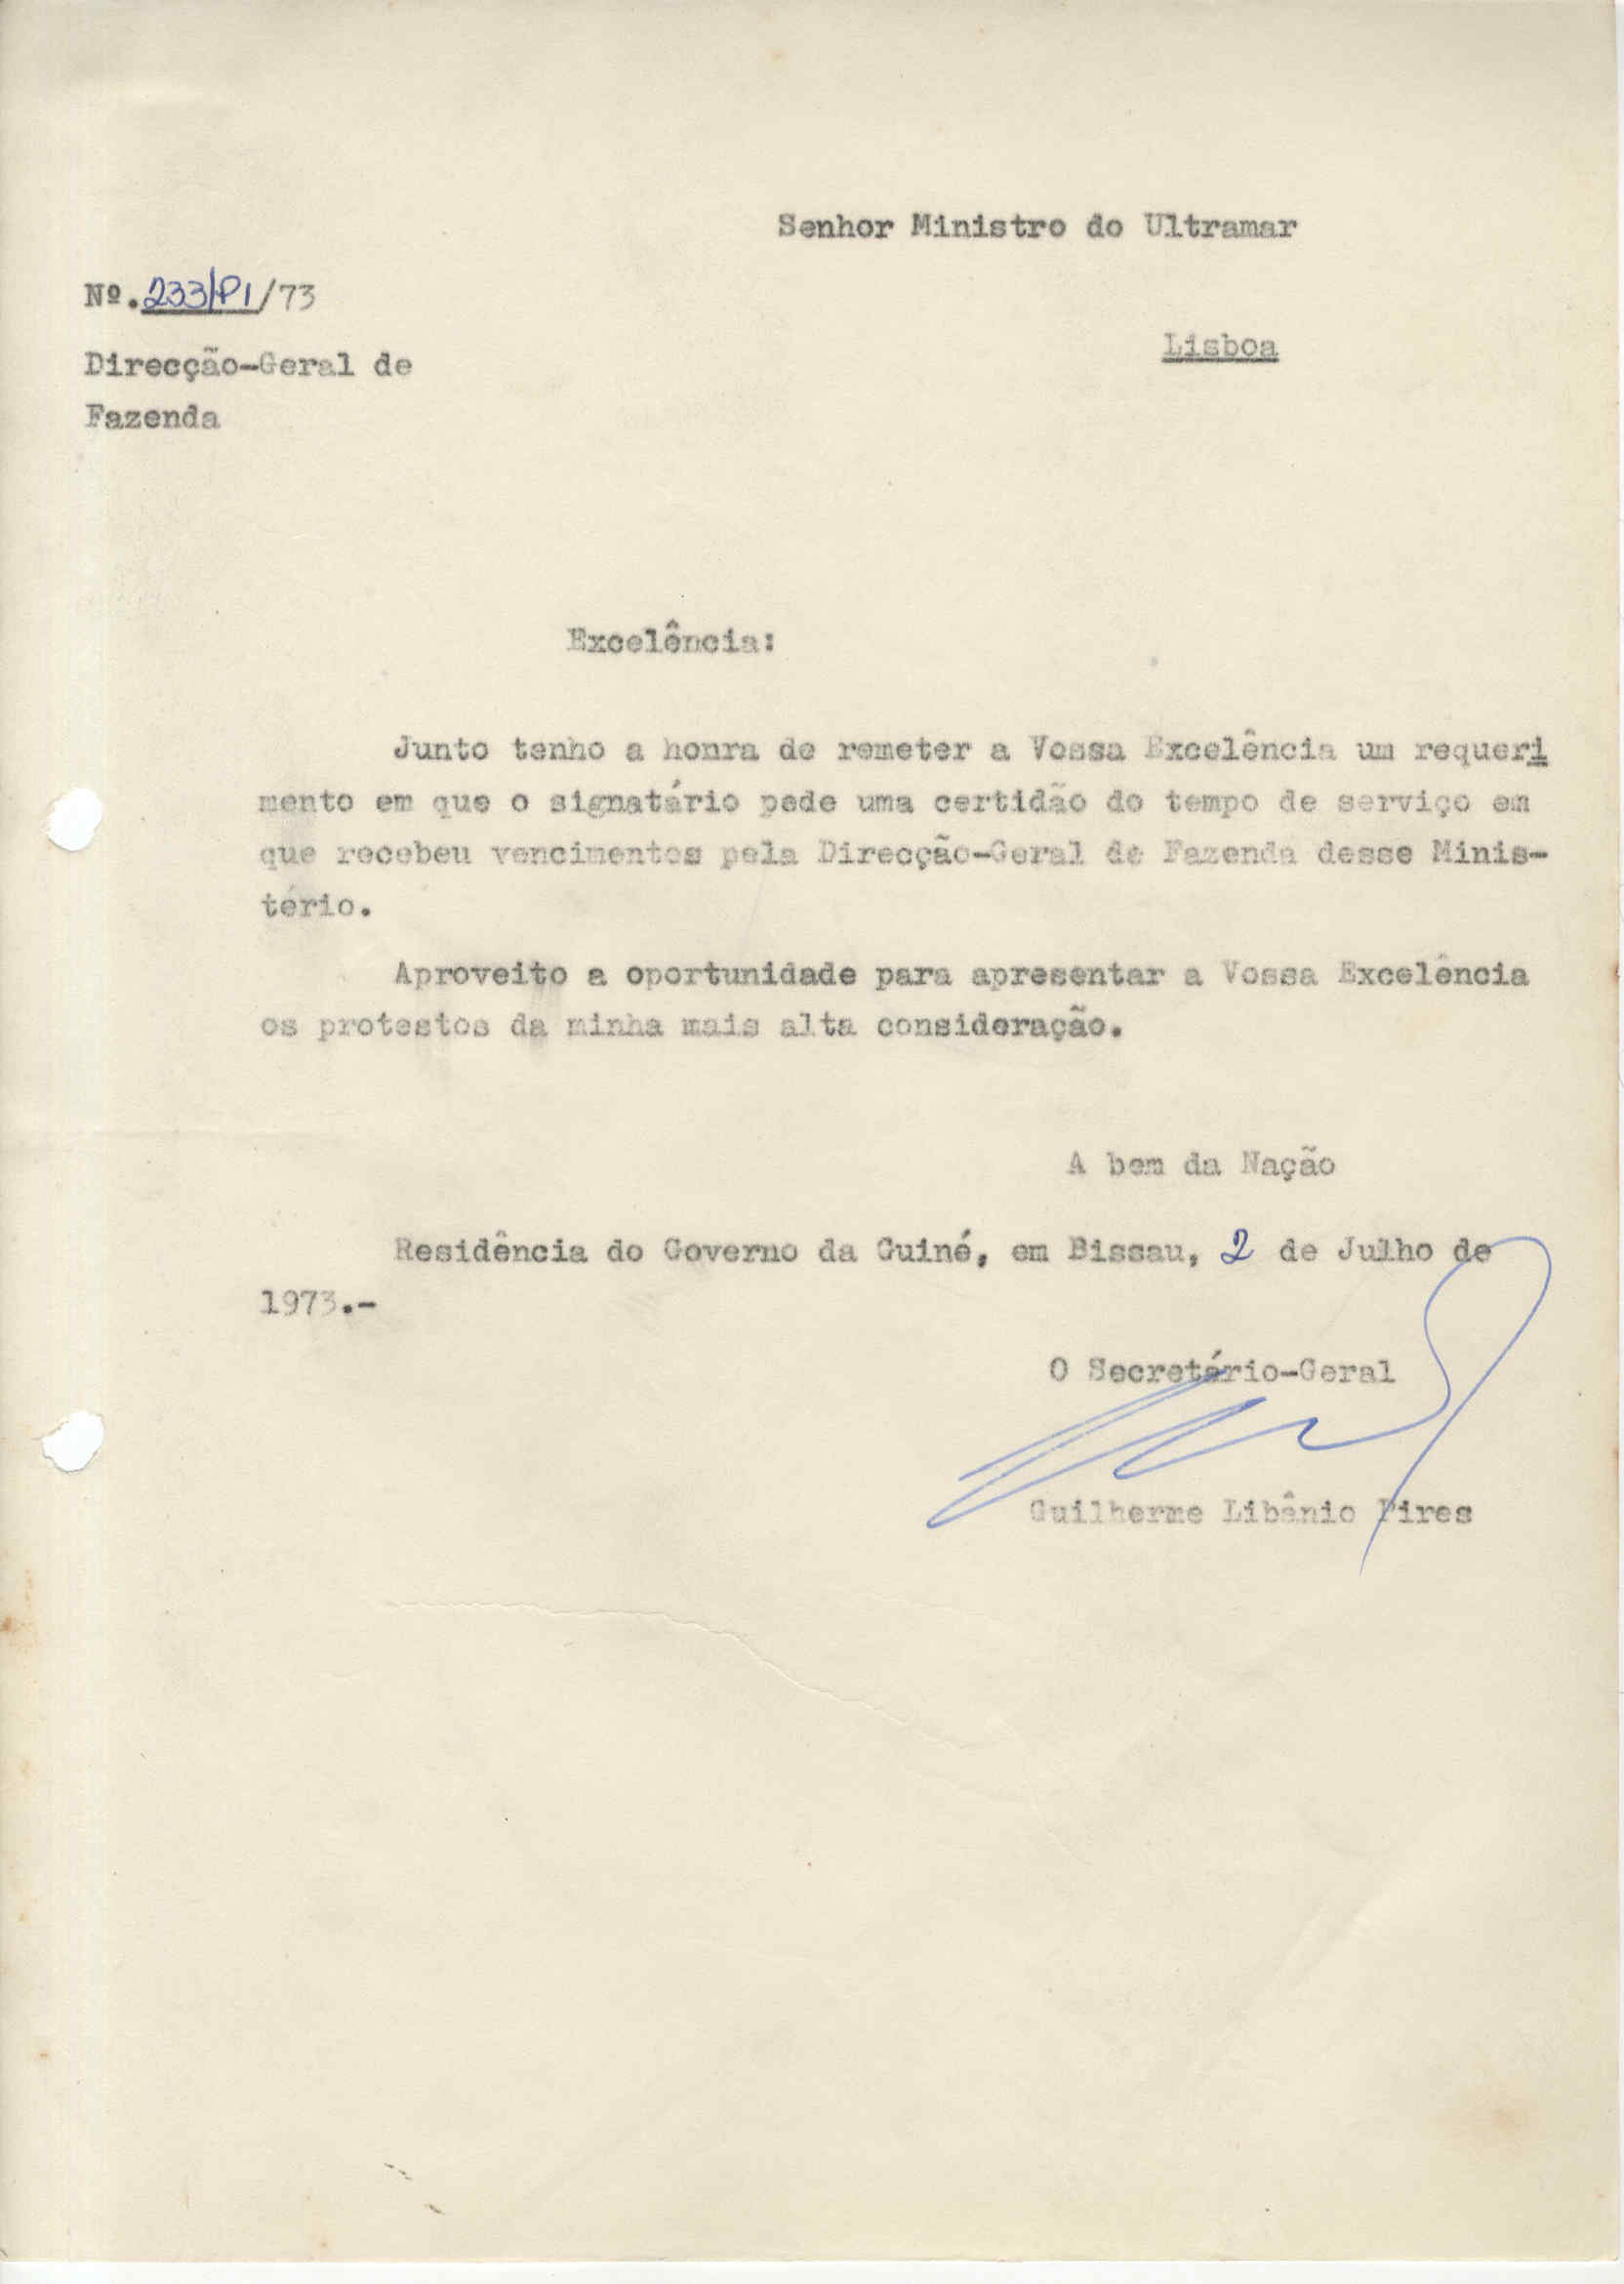 Senhor Ministro do Ultramar
Nº.233/PI/73
Lisboa
Direcção-Geral de
Fazenda
Excelência:
Junto tenho a honra de remeter a Vossa Excelência um requeri
mento em que o signatário pede uma certidão do tempo de serviço em
que recebeu vencimentos pela Direcção-Geral de Fazenda desse Minis-
tério.
Aproveito a oportunidade para apresentar a Vossa Excelência
os protestos da minha mais alta consideração.
A bem da Nação
Residência do Governo da Guiné, em Bissau, 2 de Julho de
1973.-
O Secretário-Geral
Guilherme Libânio Pires